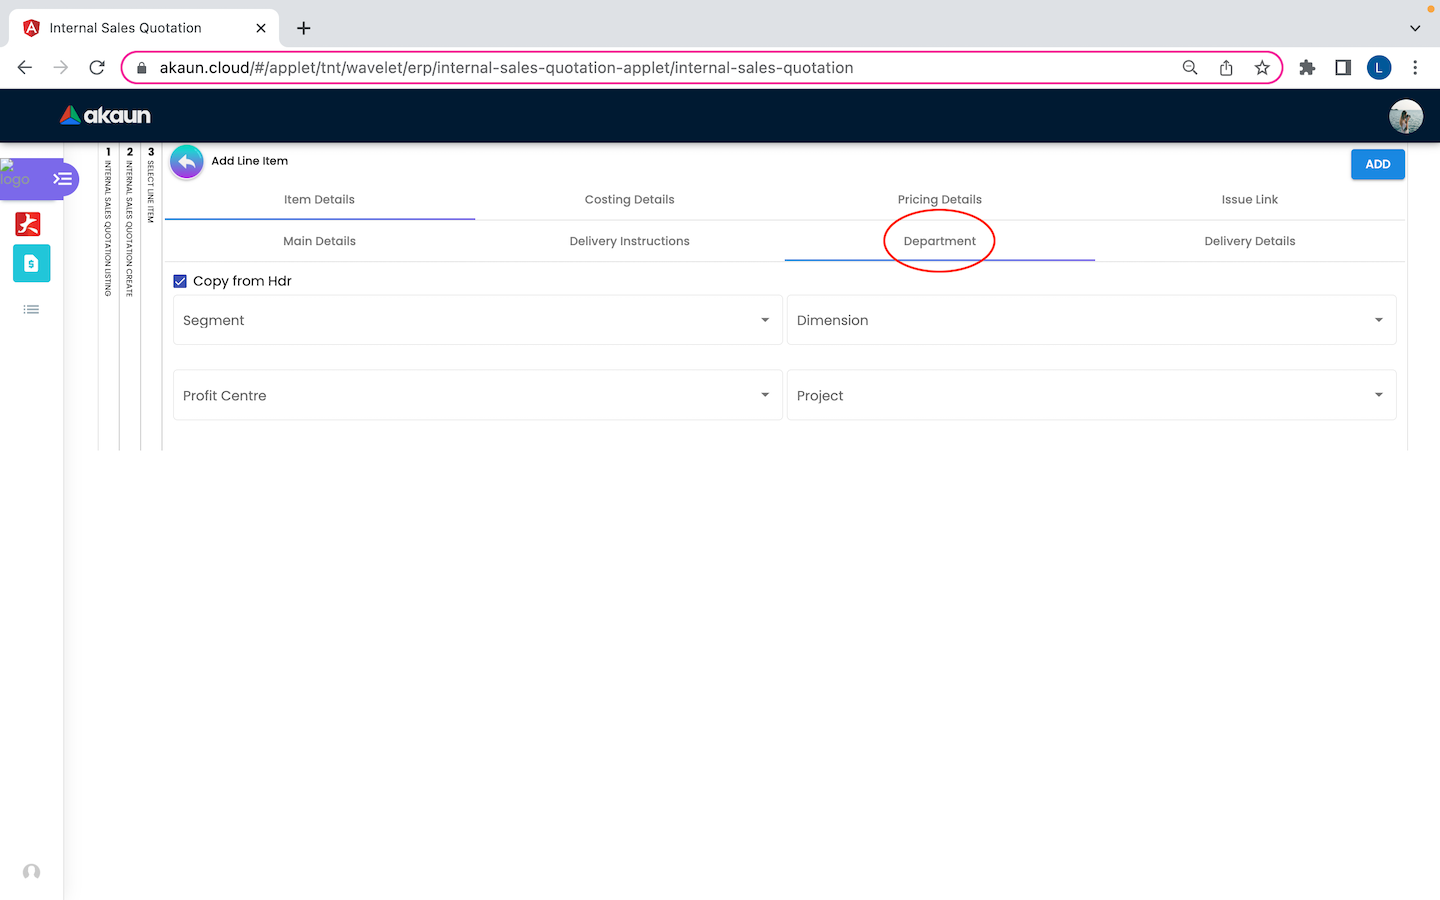 Internal Sales Quotation
akaun.cloud/#/applet/tnt/wavelet/erp/internal-sales-quotation-applet/internal-sales-quotation
L
akaun
logo
1 INTERNAL SALES QUOTATION LISTING
2 INTERNAL SALES QUOTATION CREATE
3 SELECT LINE ITEM
Add Line Item
ADD
Item Details Costing Details Pricing Details Issue Link
Main Details Delivery Instructions Department Delivery Details
Copy from Hdr
Segment Dimension
Profit Centre Project